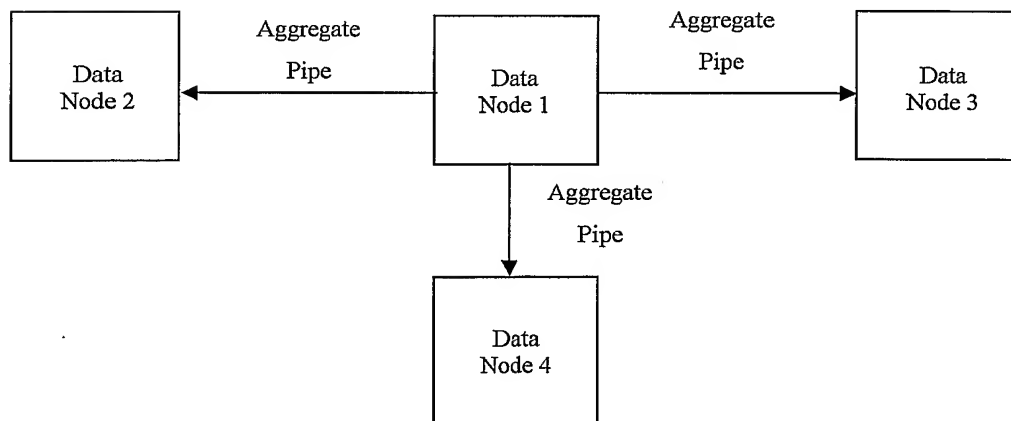 Aggregate
Pipe
Aggregate
Pipe
Data
Node 2
Data
Node 1
Data
Node 3
Aggregate
Pipe
Data
Node 4